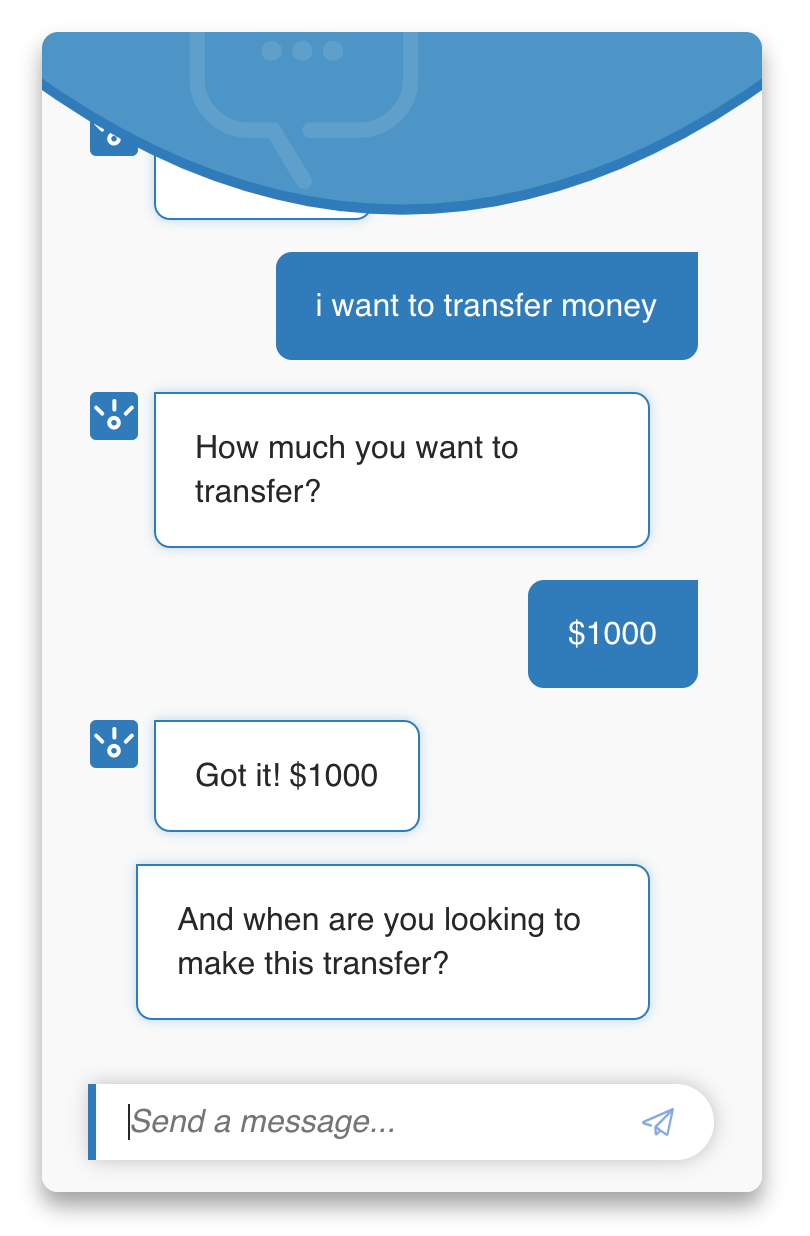 i want to transfer money
How much you want to
transfer?
$1000
Got it! $1000
And when are you looking to
make this transfer?
Send a message...